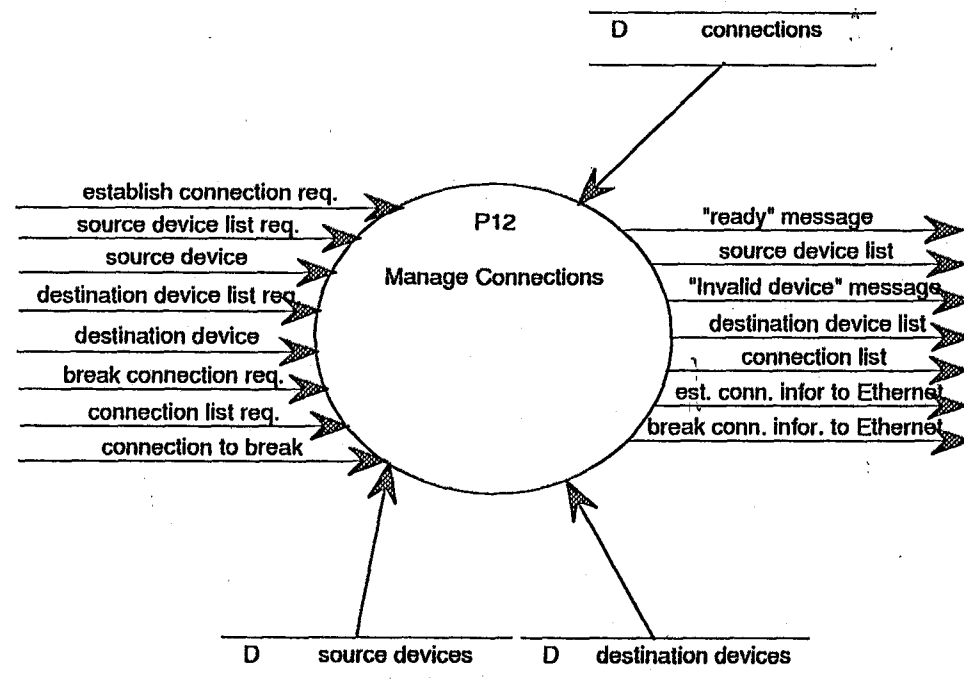 D connections
establish connection req.
source device list req.
source device
destination device list req.
destination device
break connection req.
connection list req.
connection to break
P12
Manage Connections
"ready" message
source device list
"Invalid device" message
destination device list
connection list
est. conn. infor to Ethernet
break conn. infor. to Ethernet
D source devices
D destination devices